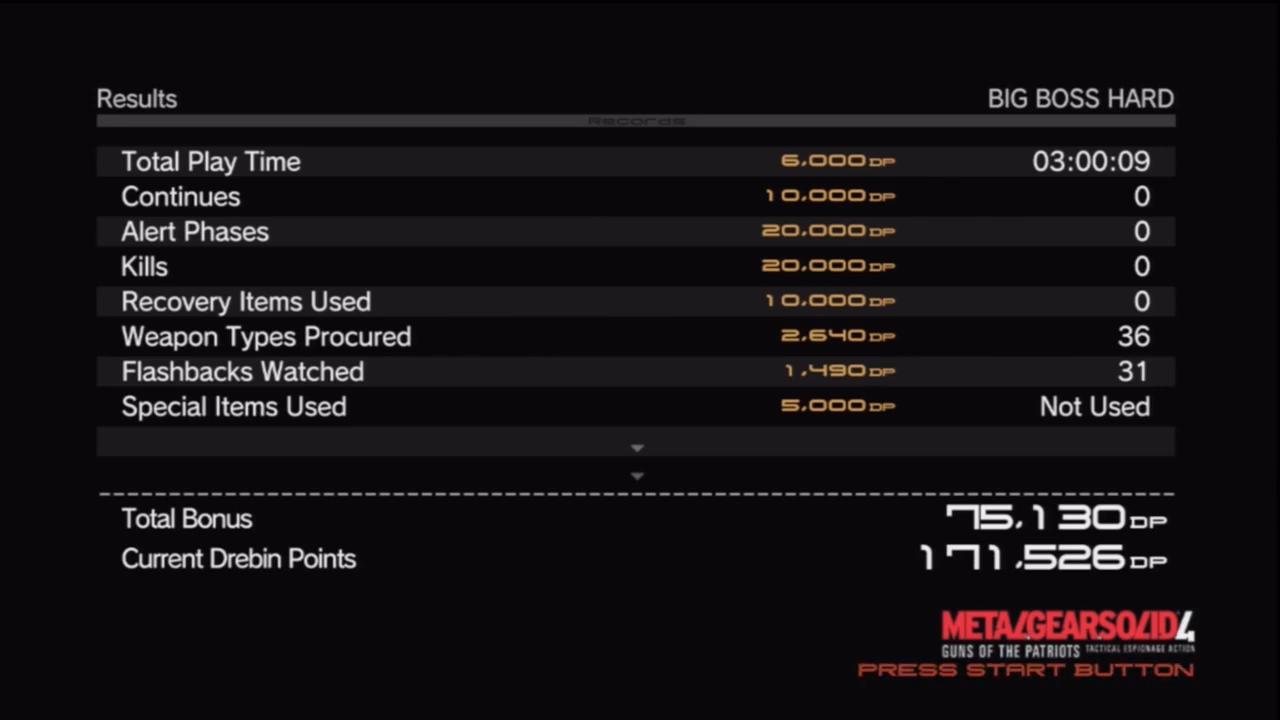 Results BIG BOSS HARD
Records
Total Play Time 6,000DP 03:00:09
Continues 10,000DP 0
Alert Phases 20,000DP 0
Kills 20,000DP 0
Recovery Items Used 10,000DP 0
Weapon Types Procured 2,640DP 36
Flashbacks Watched 1,490DP 31
Special Items Used 5,000DP Not Used
Total Bonus 75,130DP
Current Drebin Points 171,526DP
METAL GEAR SOLID 4
GUNS OF THE PATRIOTS TACTICAL ESPIONAGE ACTION
PRESS START BUTTON